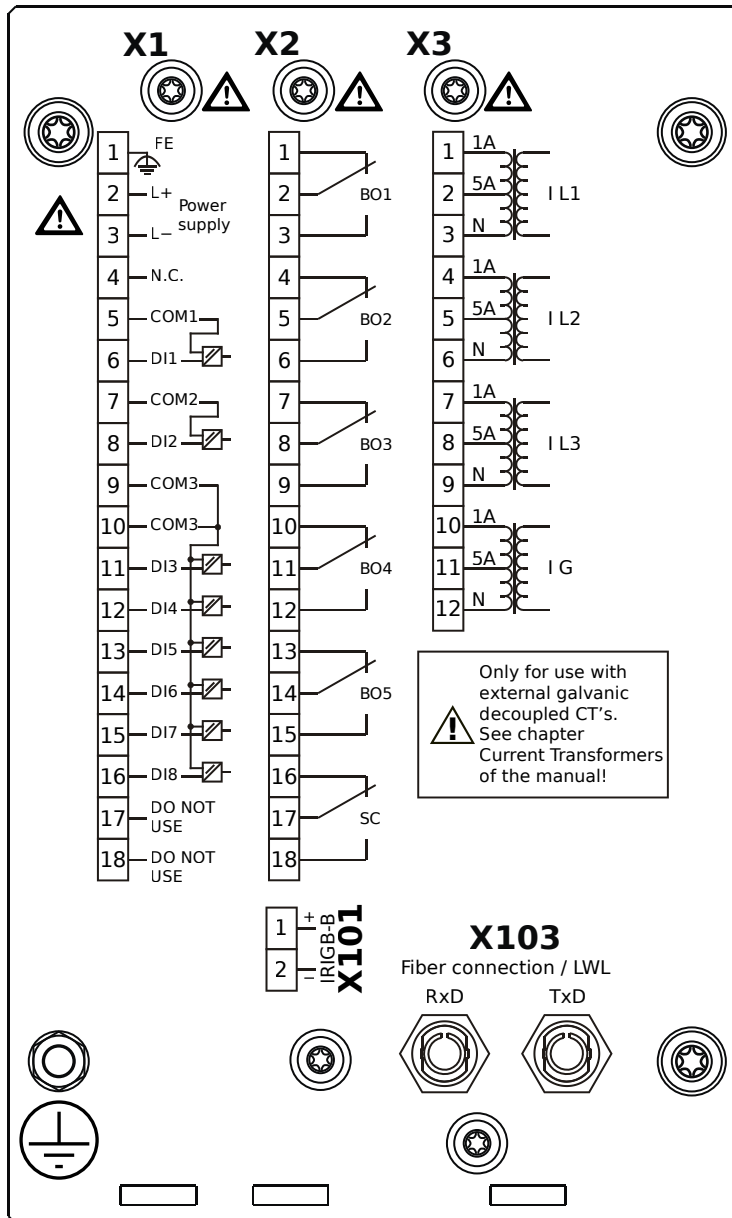 X1
X2
X3
1 FE
2 L+
Power
supply
3 L−
4 N.C.
5 COM1
6 DI1
7 COM2
8 DI2
9 COM3
10 COM3
11 DI3
12 DI4
13 DI5
14 DI6
15 DI7
16 DI8
17 DO NOT
USE
18 DO NOT
USE
1
2 BO1
3
4
5 BO2
6
7
8 BO3
9
10
11 BO4
12
13
14 BO5
15
16
17 SC
18
1 1A
2 5A I L1
3 N
4 1A
5 5A I L2
6 N
7 1A
8 5A I L3
9 N
10 1A
11 5A I G
12 N
Only for use with
external galvanic
decoupled CT's.
See chapter
Current Transformers
of the manual!
1 +
2 −
IRIGB-B
X101
X103
Fiber connection / LWL
RxD TxD